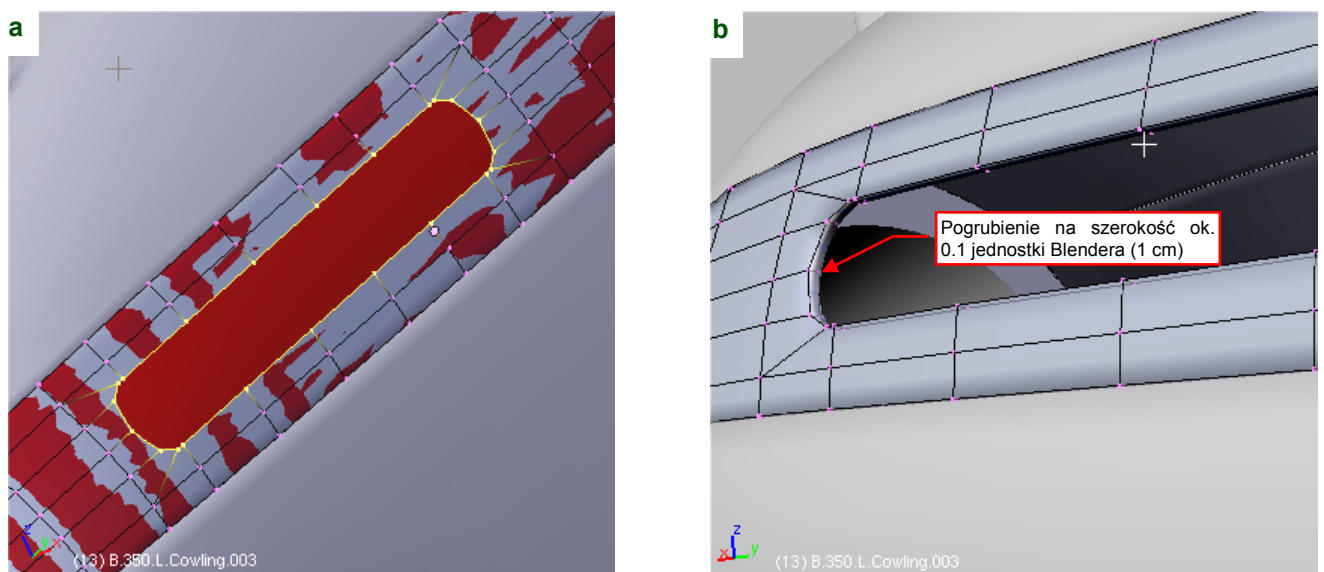 a
b
Pogrubienie na szerokość ok.
0.1 jednostki Blendera (1 cm)
z
y
x
(13) B.350.L.Cowling.003
z
x
y
(13) B.350.L.Cowling.003